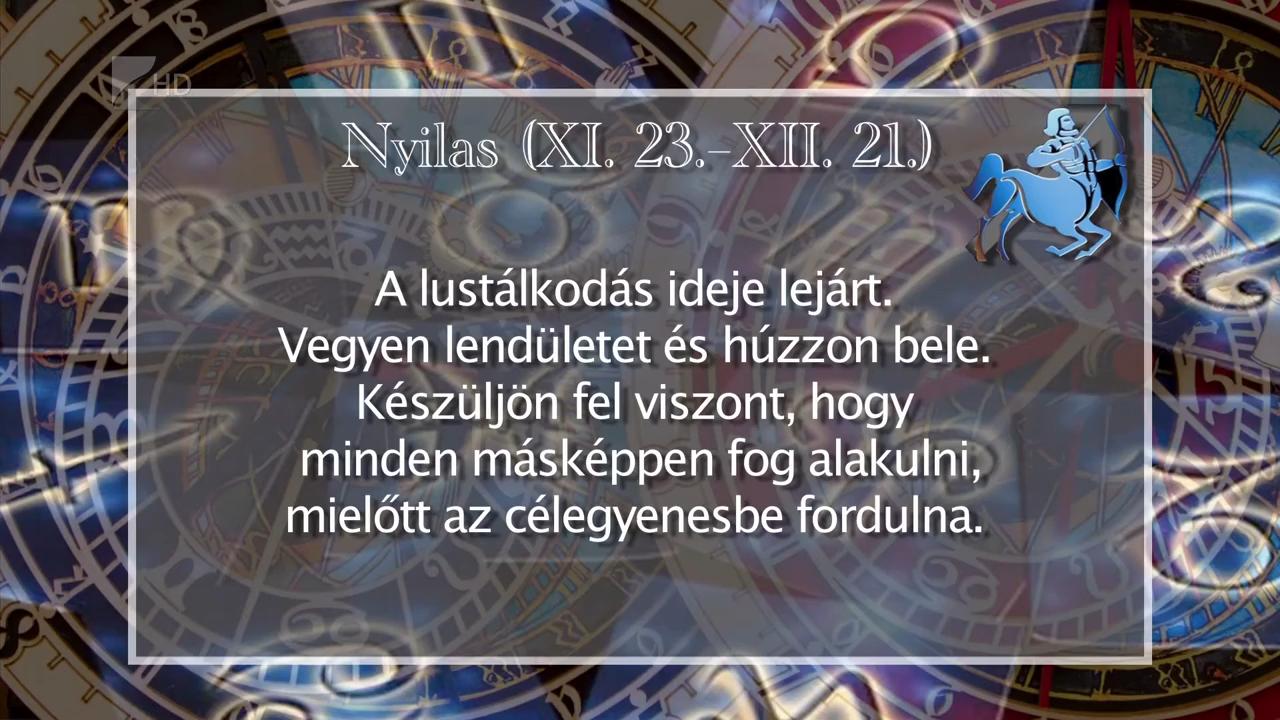 HD
Nyilas (XI. 23.-XII. 21.)
A lustálkodás ideje lejárt.
Vegyen lendületet és húzzon bele.
Készüljön fel viszont, hogy
minden másképpen fog alakulni,
mielőtt az célegyenesbe fordulna.